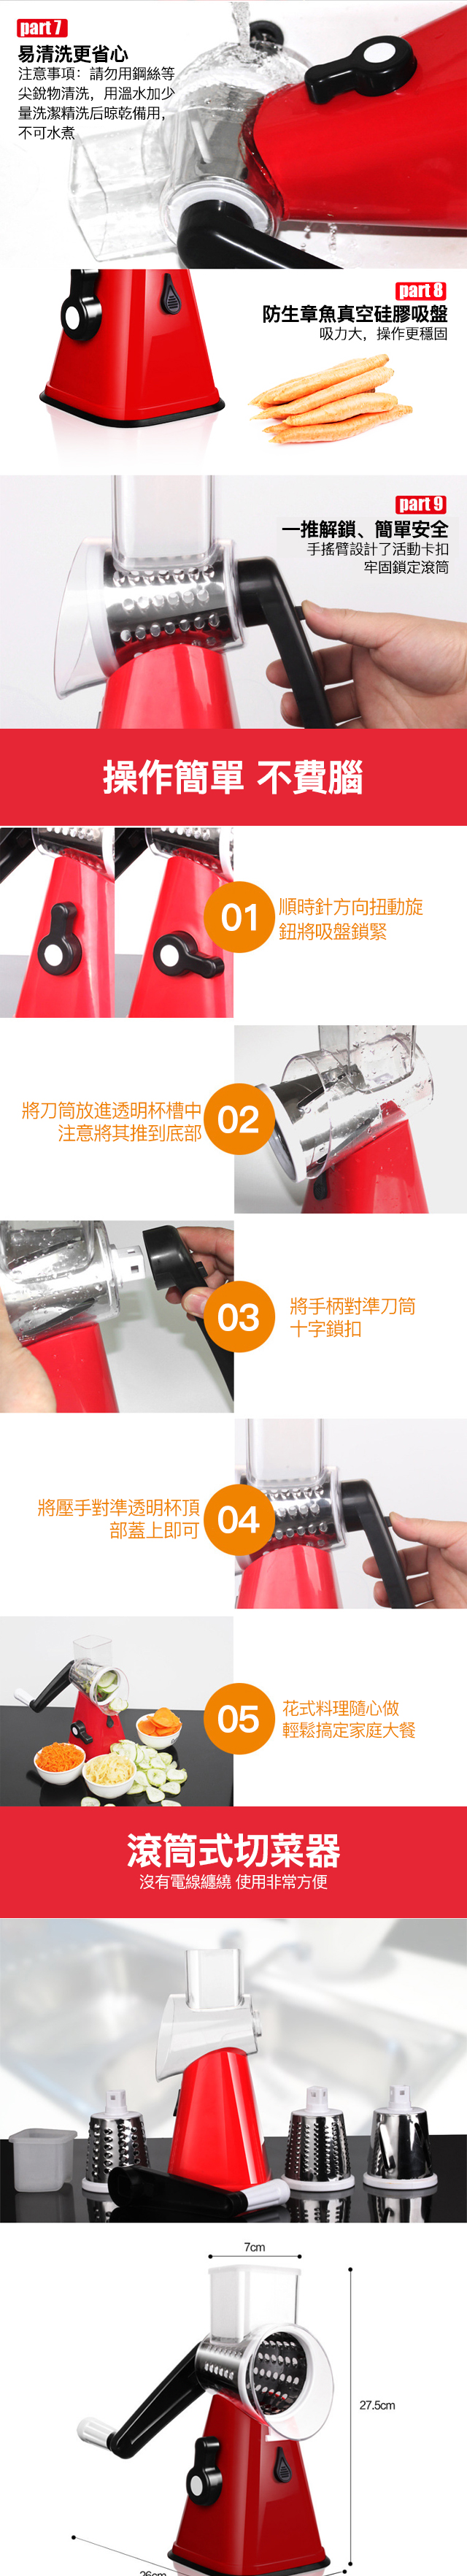 part 7
易清洗更省心
注意事項：請勿用鋼絲等
尖銳物清洗，用溫水加少
量洗潔精洗后晾乾備用，
不可水煮
part 8
防生章魚真空硅膠吸盤
吸力大，操作更穩固
part 9
一推解鎖、簡單安全
手搖臂設計了活動卡扣
牢固鎖定滾筒
操作簡單 不費腦
01
順時針方向扭動旋
鈕將吸盤鎖緊
將刀筒放進透明杯槽中
注意將其推到底部
02
03
將手柄對準刀筒
十字鎖扣
將壓手對準透明杯頂
部蓋上即可
04
05
花式料理隨心做
輕鬆搞定家庭大餐
滾筒式切菜器
沒有電線纏繞 使用非常方便
7cm
27.5cm
26cm